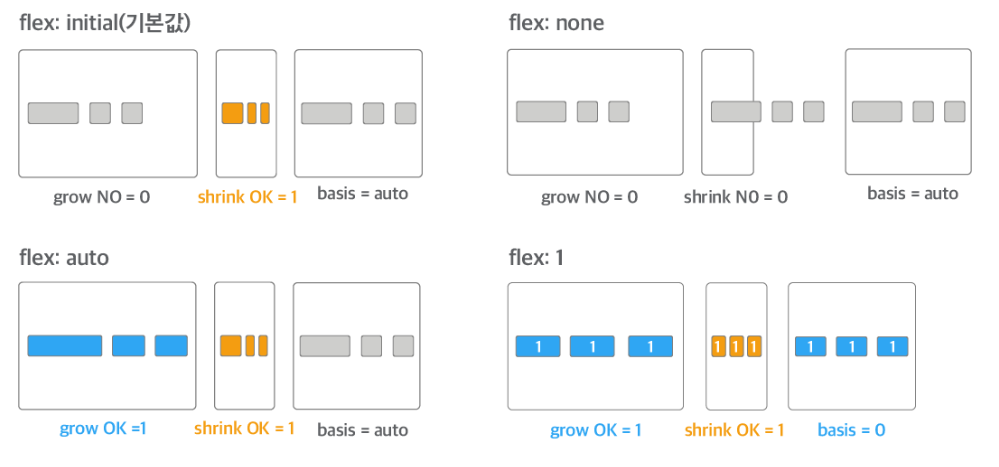 flex: initial(기본값)
grow NO = 0
shrink OK = 1
basis = auto
flex: none
grow NO = 0
shrink N0 = 0
basis = auto
flex: auto
grow OK =1
shrink OK = 1
basis = auto
flex: 1
1 1 1
1 1 1
1 1 1
grow OK = 1
shrink OK = 1
basis = 0